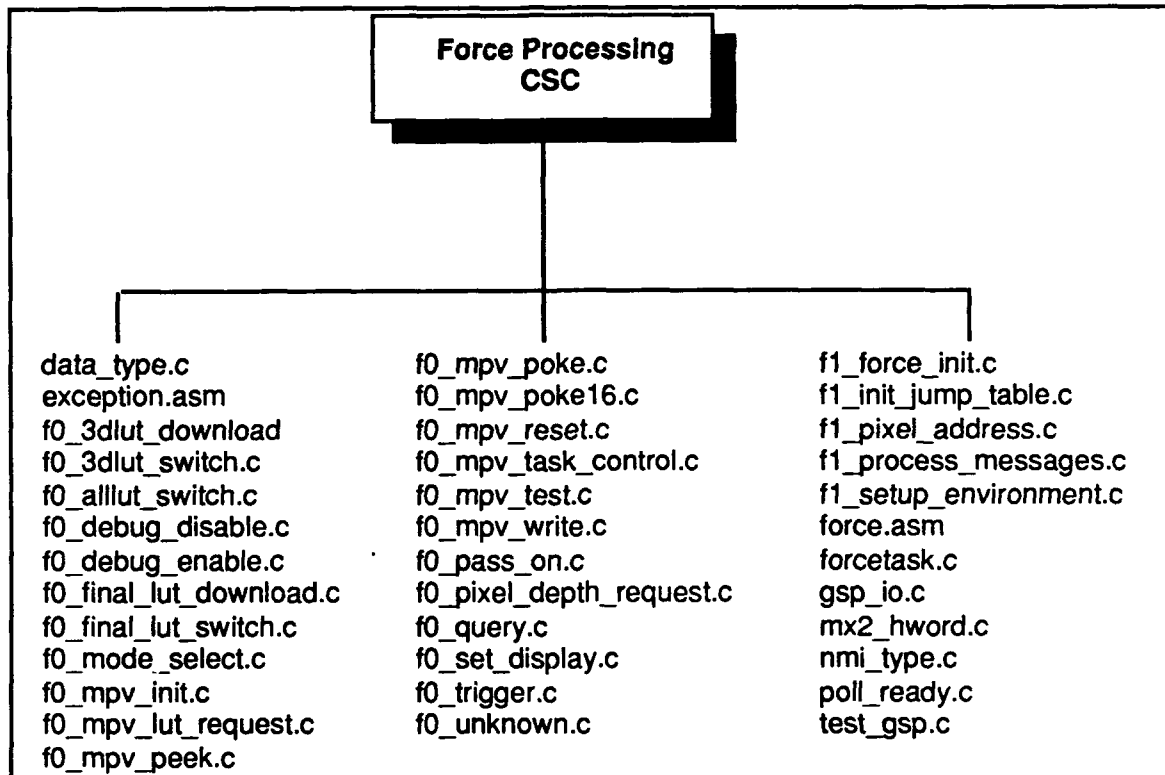 Force Processing
CSC
data_type.c
exception.asm
f0_3dlut_download
f0_3dlut_switch.c
f0_alllut_switch.c
f0_debug_disable.c
f0_debug_enable.c
f0_final_lut_download.c
f0_final_lut_switch.c
f0_mode_select.c
f0_mpv_init.c
f0_mpv_lut_request.c
f0_mpv_peek.c
f0_mpv_poke.c
f0_mpv_poke16.c
f0_mpv_reset.c
f0_mpv_task_control.c
f0_mpv_test.c
f0_mpv_write.c
f0_pass_on.c
f0_pixel_depth_request.c
f0_query.c
f0_set_display.c
f0_trigger.c
f0_unknown.c
f1_force_init.c
f1_init_jump_table.c
f1_pixel_address.c
f1_process_messages.c
f1_setup_environment.c
force.asm
forcetask.c
gsp_io.c
mx2_hword.c
nmi_type.c
poll_ready.c
test_gsp.c